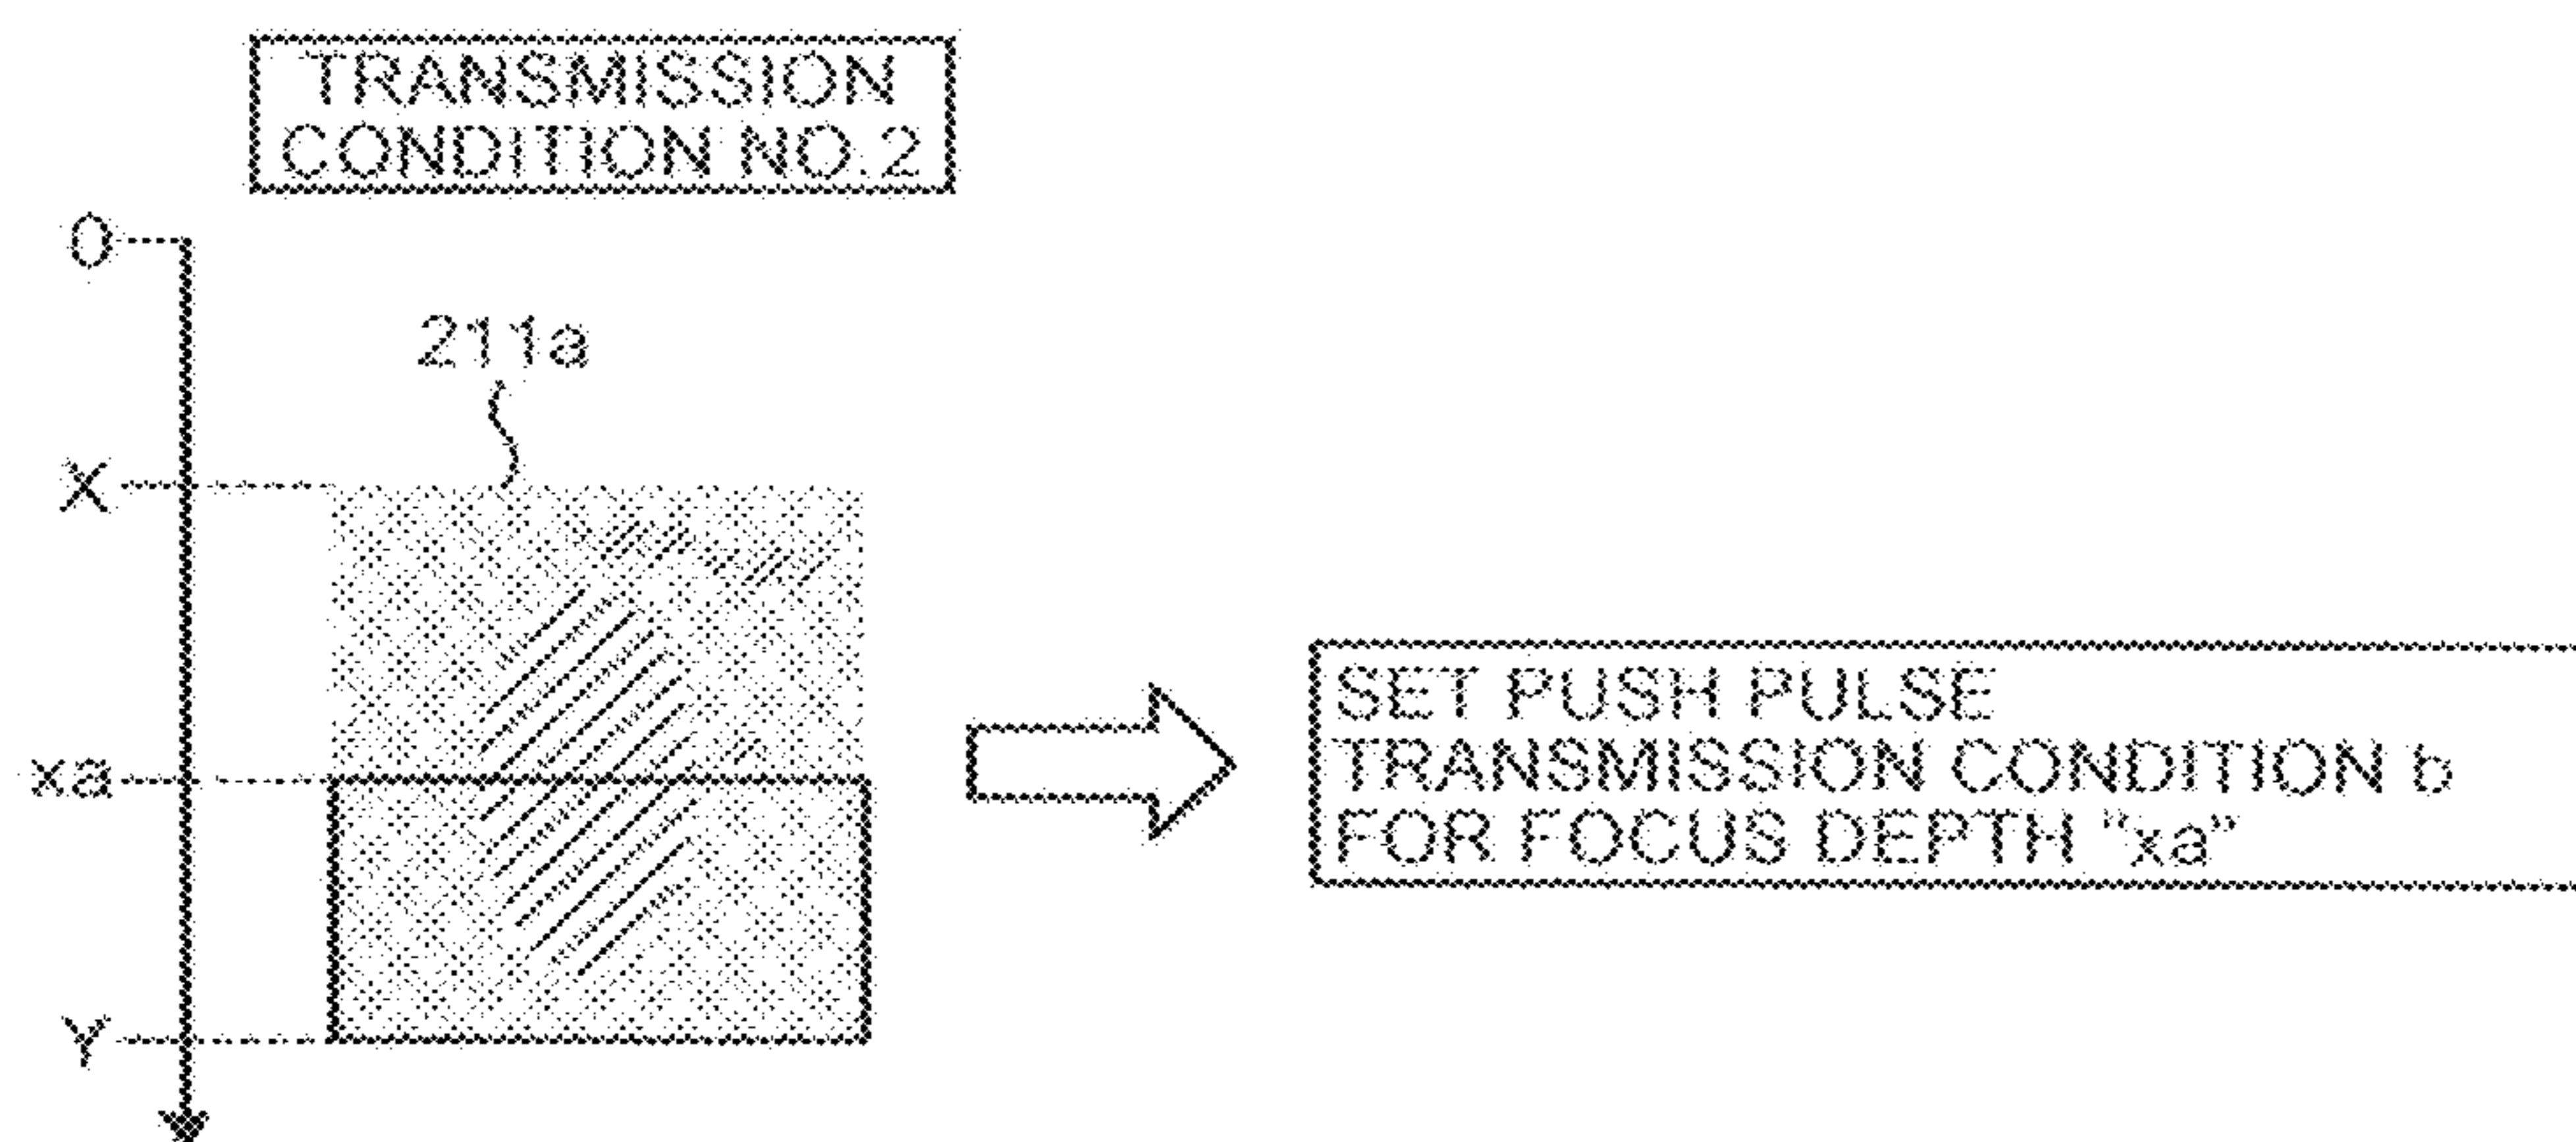 TRANSMISSION
CONDITION NO.2
0
211a
X
xa
Y
SET PUSH PULSE
TRANSMISSION CONDITION b
FOR FOCUS DEPTH "xa"